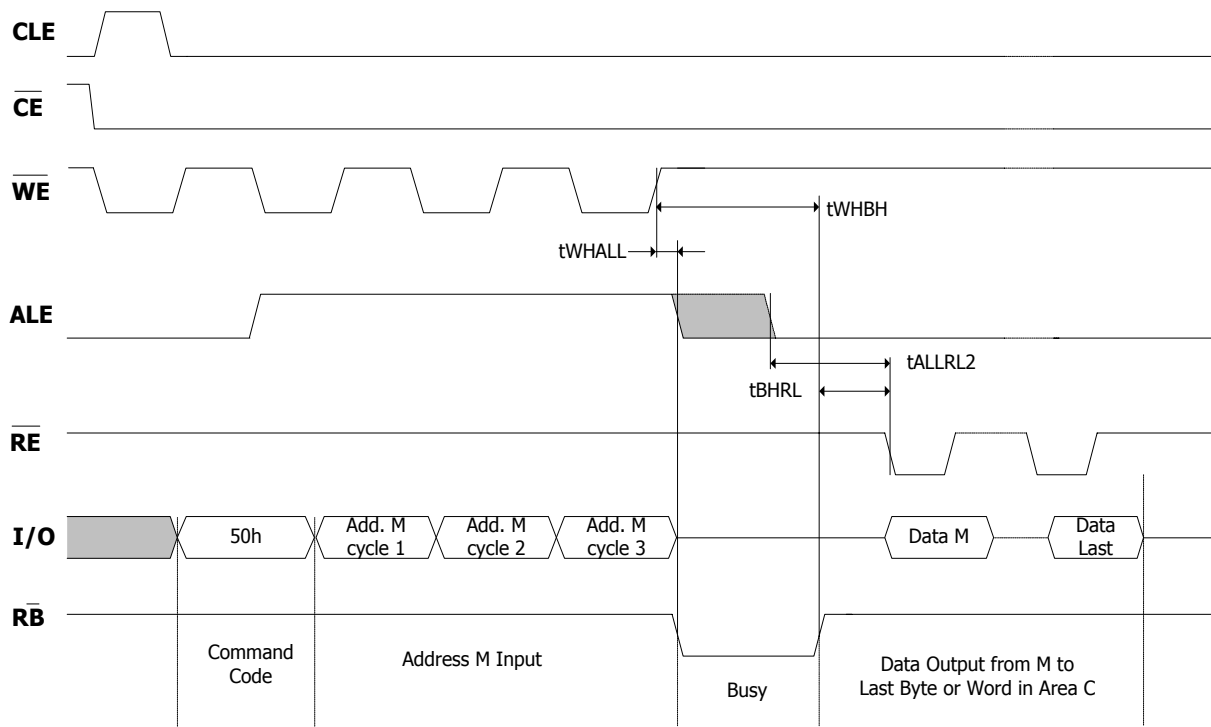 CLE
CE
WE
tWHBH
tWHALL
ALE
tALLRL2
tBHRL
RE
I/O
50h
Add. M
cycle 1
Add. M
cycle 2
Add. M
cycle 3
Data M
Data
Last
RB
Command
Code
Address M Input
Busy
Data Output from M to
Last Byte or Word in Area C